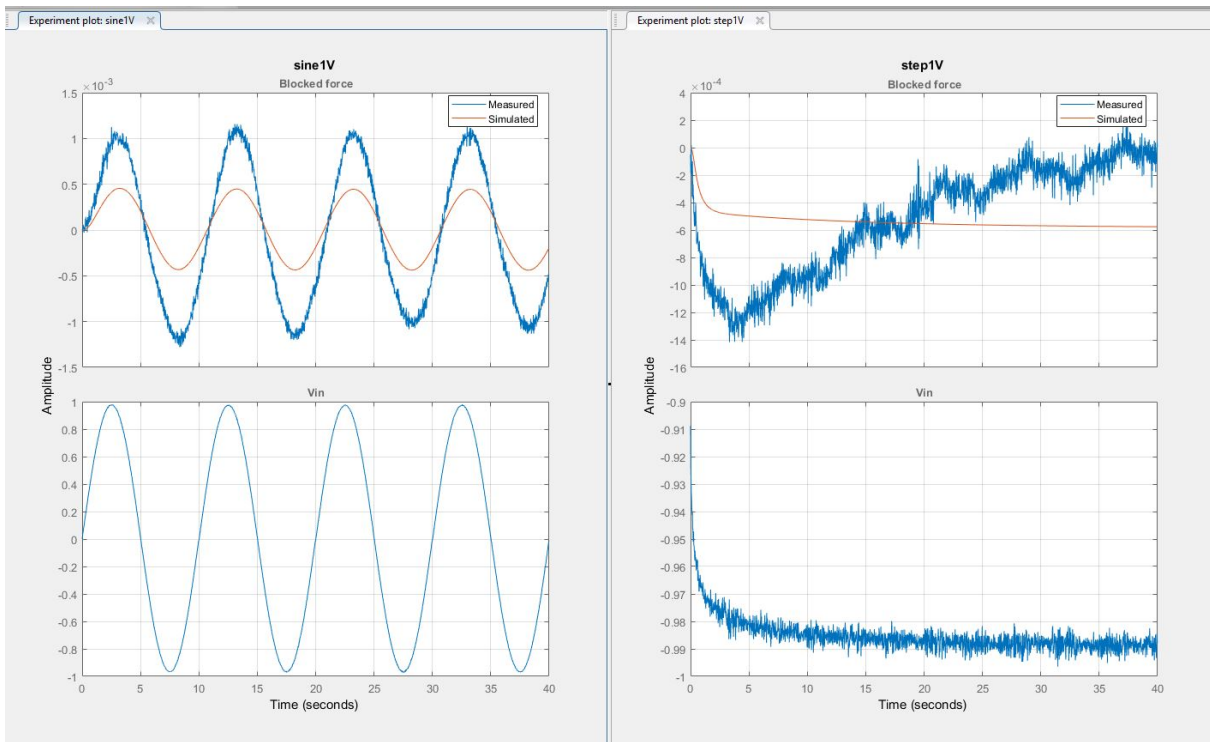 Experiment plot: sine1V
Experiment plot: step1V
sine1V
Blocked force
×10⁻³
Measured
Simulated
1.5
1
0.5
0
-0.5
-1
-1.5
Amplitude
Vin
1
0.8
0.6
0.4
0.2
0
-0.2
-0.4
-0.6
-0.8
-1
0 5 10 15 20 25 30 35 40
Time (seconds)
step1V
Blocked force
×10⁻⁴
Measured
Simulated
4
2
0
-2
-4
-6
-8
-10
-12
-14
-16
Amplitude
Vin
-0.9
-0.91
-0.92
-0.93
-0.94
-0.95
-0.96
-0.97
-0.98
-0.99
-1
0 5 10 15 20 25 30 35 40
Time (seconds)